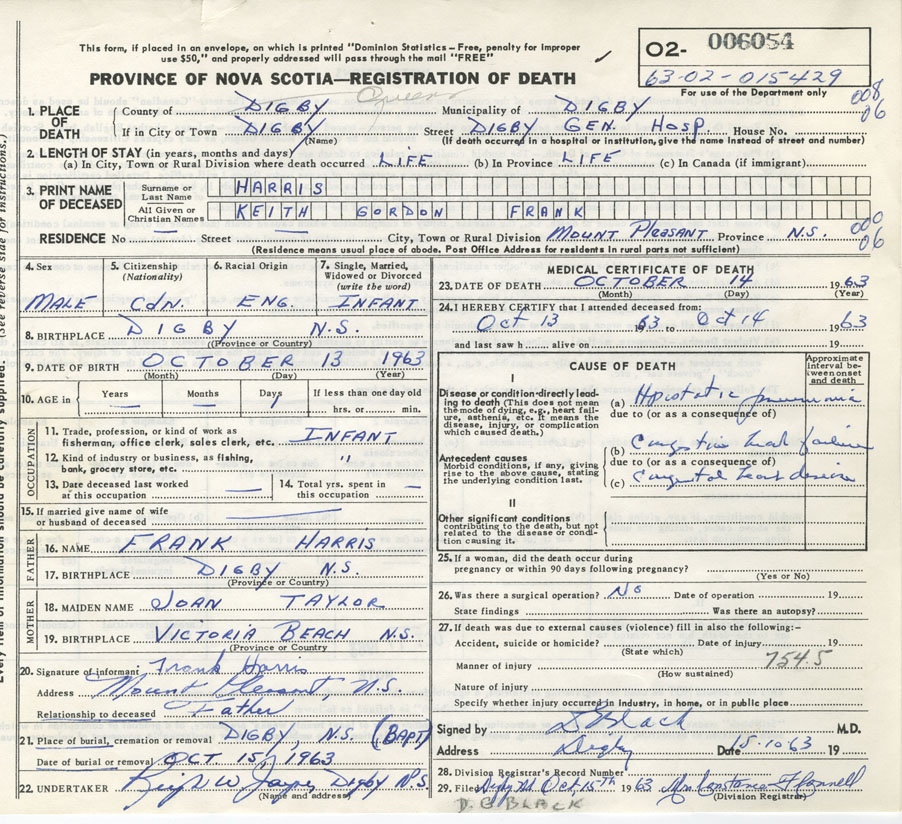 This form, if placed in an envelope, on which is printed "Dominion Statistics - Free, penalty for improper
use $50," and properly addressed will pass through the mail "FREE"
O2- 006054
63-02-015429
For use of the Department only
PROVINCE OF NOVA SCOTIA—REGISTRATION OF DEATH
Queens
008
06
1. PLACE OF DEATH
County of DIGBY Municipality of DIGBY
If in City or Town DIGBY Street DIGBY GEN. HOSP. House No.
(Name) (If death occurred in a hospital or institution, give the name instead of street and number)
2. LENGTH OF STAY (in years, months and days)
(a) In City, Town or Rural Division where death occurred LIFE (b) In Province LIFE (c) In Canada (if immigrant)
3. PRINT NAME OF DECEASED
Surname or Last Name HARRIS
All Given or Christian Names KEITH GORDON FRANK
000
06
RESIDENCE No — Street — City, Town or Rural Division MOUNT PLEASANT Province N.S.
(Residence means usual place of abode. Post Office Address for resident in rural parts not sufficient)
4. Sex MALE
5. Citizenship (Nationality) Cdn.
6. Racial Origin ENG.
7. Single, Married, Widowed or Divorced (write the word) INFANT
8. BIRTHPLACE DIGBY N.S.
(Province or Country)
9. DATE OF BIRTH OCTOBER 13 1963
(Month) (Day) (Year)
10. AGE in Years — Months — Days 1 If less than one day old
hrs. or min.
OCCUPATION
11. Trade, profession, or kind of work as
fisherman, office clerk, sales clerk, etc. INFANT
12. Kind of industry or business, as fishing,
bank, grocery store, etc. "
13. Date deceased last worked
at this occupation —
14. Total yrs. spent in
this occupation —
15. If married give name of wife
or husband of deceased —
FATHER
16. NAME FRANK HARRIS
17. BIRTHPLACE DIGBY N.S.
(Province or Country)
MOTHER
18. MAIDEN NAME JOAN TAYLOR
19. BIRTHPLACE VICTORIA BEACH N.S.
(Province or Country
20. Signature of informant Frank Harris
Address Mount Pleasant, N.S.
Relationship to deceased Father
21. Place of burial, cremation or removal DIGBY, N.S. (BAPT)
Date of burial or removal OCT 15/1963
22. UNDERTAKER Digby N.S.
(Name and address)
MEDICAL CERTIFICATE OF DEATH
23. DATE OF DEATH OCTOBER 14 1963
(Month) (Day) (Year)
24. I HEREBY CERTIFY that I attended deceased from:
Oct 13 1963 to Oct 14 1963
and last saw h alive on 19
CAUSE OF DEATH
Approximate interval between onset and death
I
Disease or condition directly leading to death (This does not mean the mode of dying, e.g., heart failure, asthenia, etc. It means the disease, injury, or complication which caused death.)
(a) Hypostatic pneumonia
due to (or as a consequence of)
Antecedent causes
Morbid conditions, if any, giving rise to the above cause, stating the underlying condition last.
(b) Congestive heart failure
due to (or as a consequence of)
(c) Congenital heart disease
II
Other significant conditions
contributing to the death, but not related to the disease or condition causing it.
25. If a woman, did the death occur during
pregnancy or within 90 days following pregnancy?
(Yes or No)
26. Was there a surgical operation? No Date of operation 19
State findings Was there an autopsy?
27. If death was due to external causes (violence) fill in also the following:-
Accident, suicide or homicide? Date of injury 19
(State which)
754.5
Manner of injury
(How sustained)
Nature of injury
Specify whether injury occurred in industry, in home, or in public place
Signed by D Black M.D.
Address Digby Date 15-10-63 19
28. Division Registrar's Record Number
29. Filed Digby NS Oct 15th 1963 Mrs Constance
(Division Registrar)
D. B BLACK
(See reverse side for instructions.)